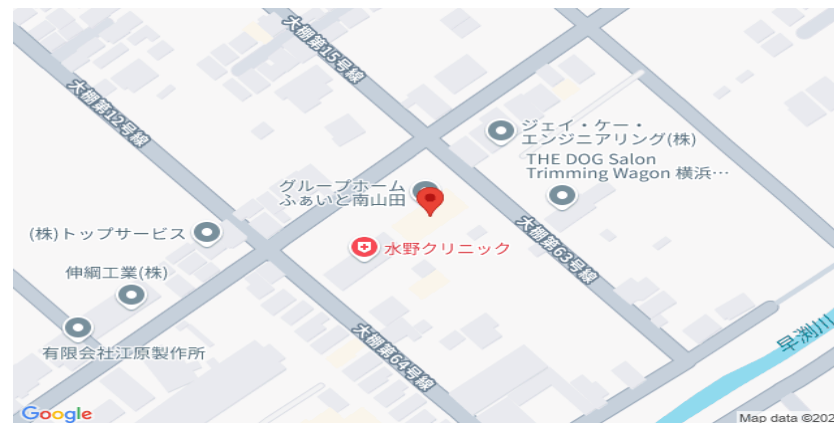 大棚第15号線
大棚第12号線
ジェイ・ケー・
エンジニアリング(株)
THE DOG Salon
Trimming Wagon 横浜…
グループホーム
ふぁいと南山田
(株)トップサービス
水野クリニック
大棚第63号線
伸綱工業(株)
有限会社江原製作所
大棚第64号線
早渕川
Google
Map data ©202